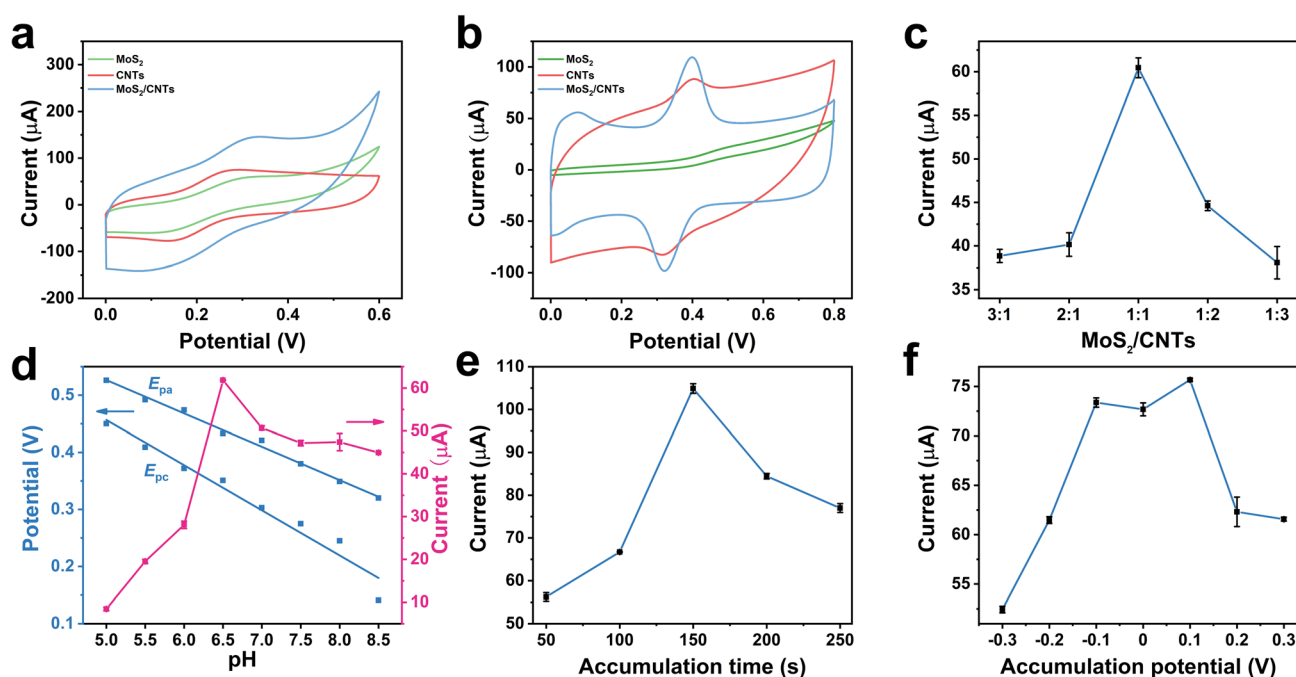 a
MoS2
CNTs
MoS2/CNTs
Current (μA)
300
200
100
0
-100
-200
0.0 0.2 0.4 0.6
Potential (V)
b
MoS2
CNTs
MoS2/CNTs
Current (μA)
100
50
0
-50
-100
0.0 0.2 0.4 0.6 0.8
Potential (V)
c
Current (μA)
60
55
50
45
40
35
3:1 2:1 1:1 1:2 1:3
MoS2/CNTs
d
Epa
Epc
Potential (V)
0.5
0.4
0.3
0.2
0.1
Current (μA)
60
50
40
30
20
10
5.0 5.5 6.0 6.5 7.0 7.5 8.0 8.5
pH
e
Current (μA)
110
100
90
80
70
60
50
50 100 150 200 250
Accumulation time (s)
f
Current (μA)
75
70
65
60
55
-0.3 -0.2 -0.1 0 0.1 0.2 0.3
Accumulation potential (V)